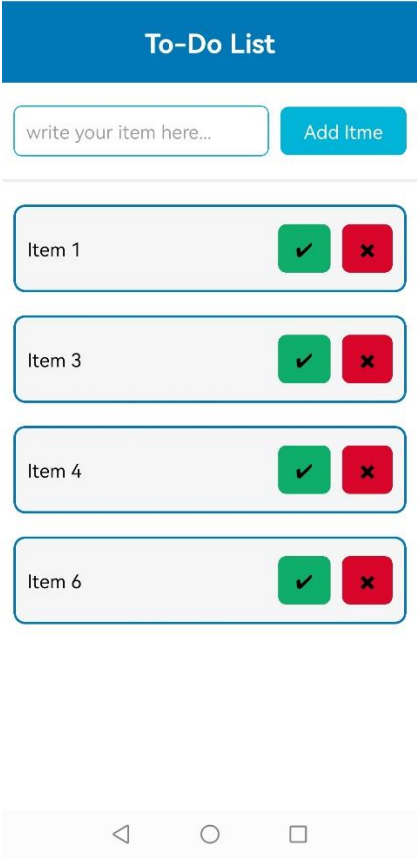 To-Do List
write your item here...
Add Itme
Item 1 ✔ ✖
Item 3 ✔ ✖
Item 4 ✔ ✖
Item 6 ✔ ✖